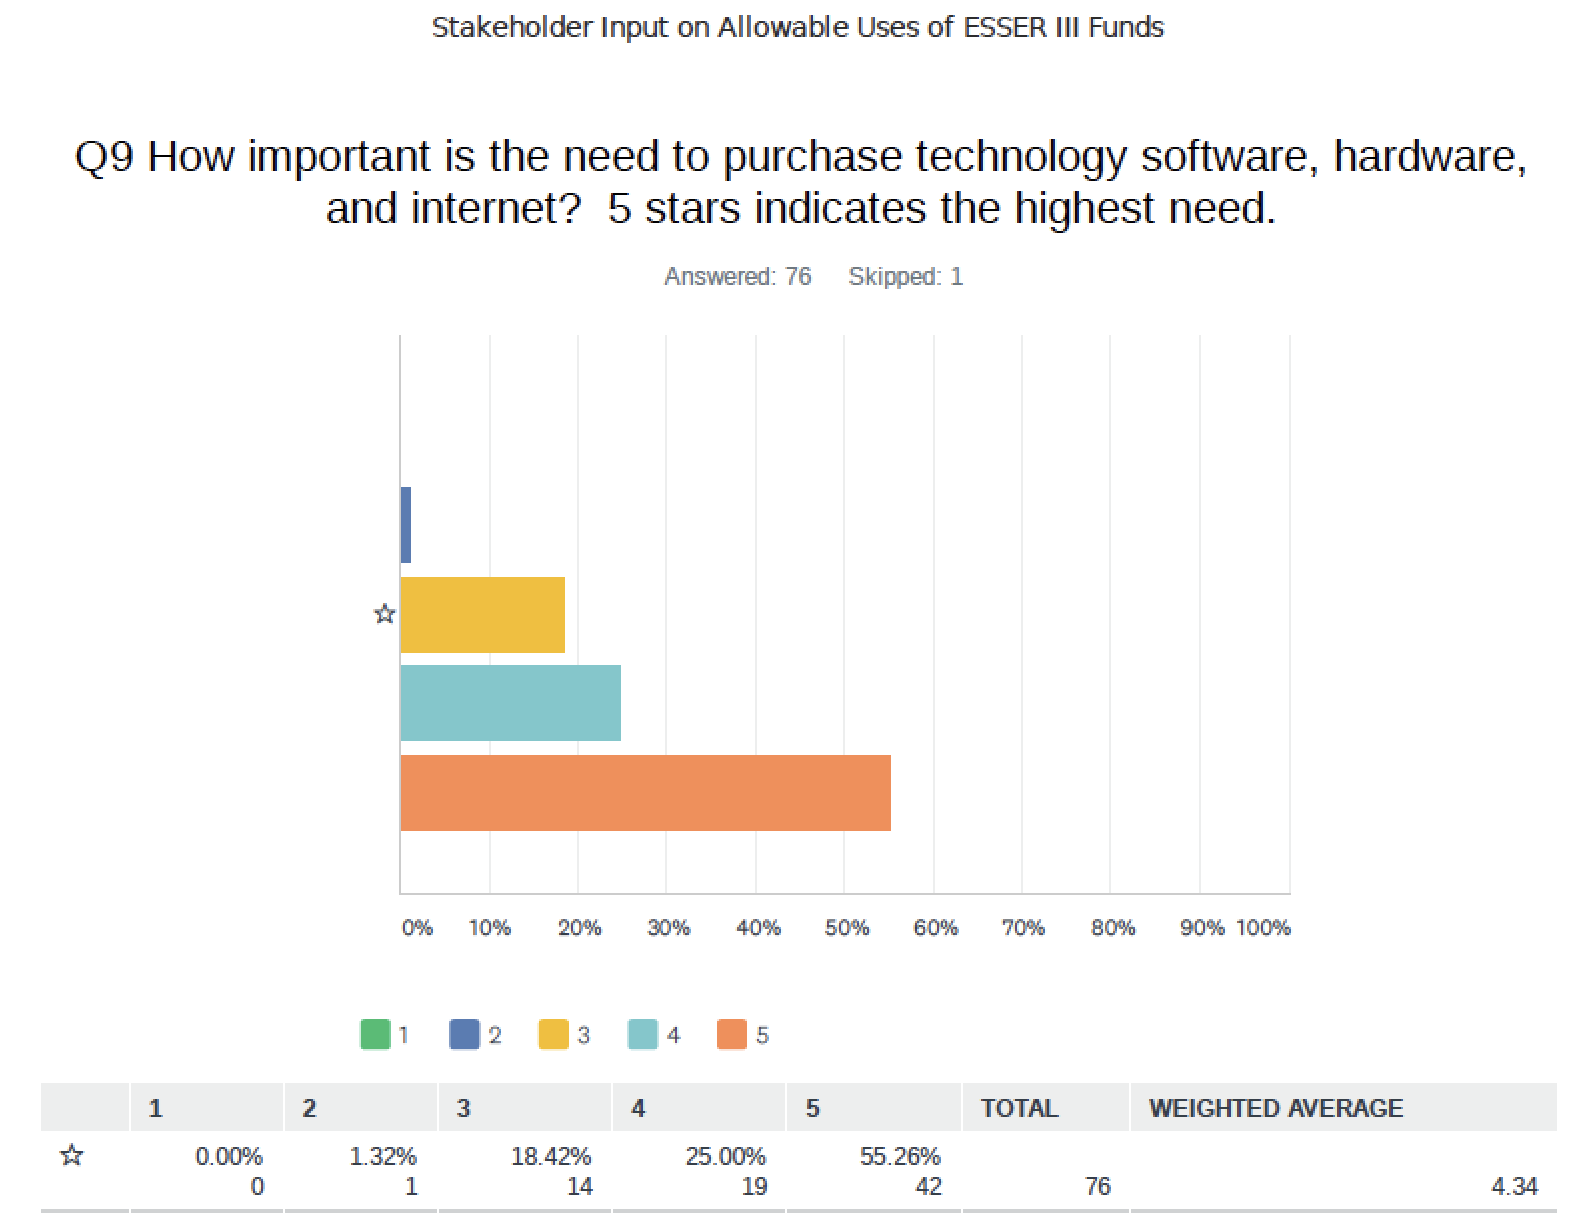 Stakeholder Input on Allowable Uses of ESSER III Funds
Q9 How important is the need to purchase technology software, hardware,
and internet?  5 stars indicates the highest need.
Answered: 76 Skipped: 1
☆
0% 10% 20% 30% 40% 50% 60% 70% 80% 90% 100%
1 2 3 4 5
1 2 3 4 5 TOTAL WEIGHTED AVERAGE
☆ 0.00% 1.32% 18.42% 25.00% 55.26%
0 1 14 19 42 76 4.34